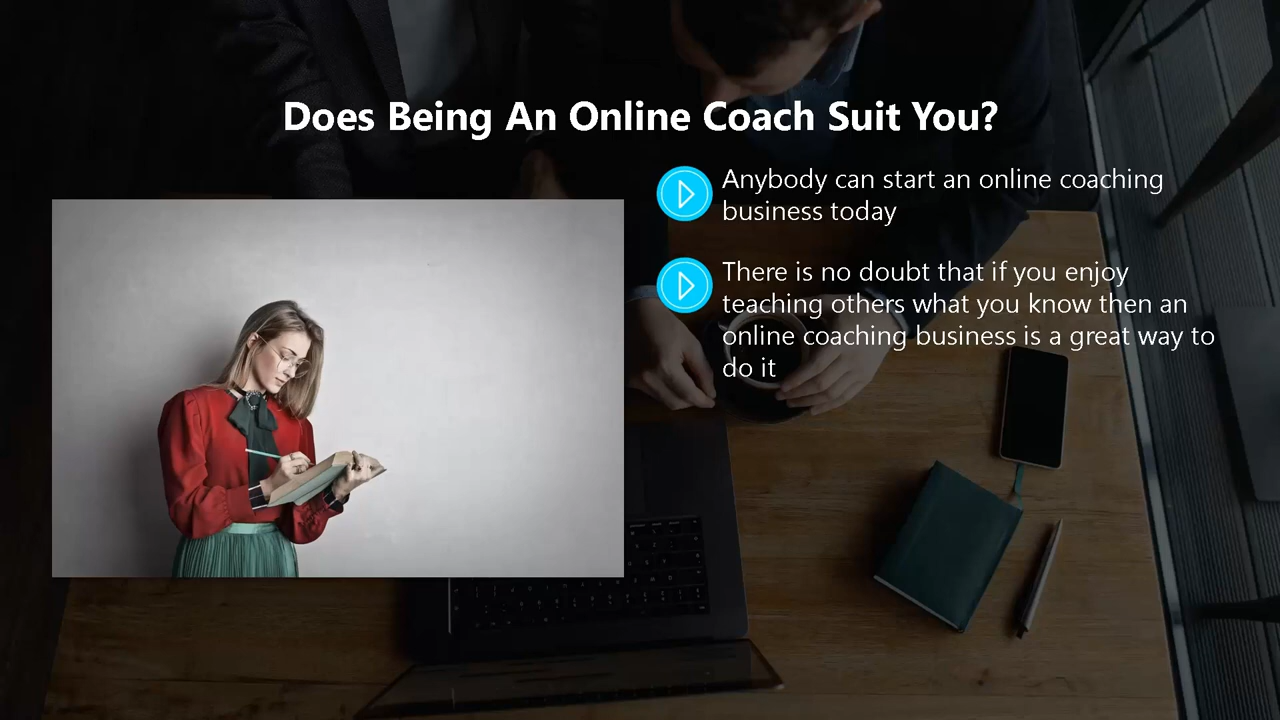 Does Being An Online Coach Suit You?
Anybody can start an online coaching
business today
There is no doubt that if you enjoy
teaching others what you know then an
online coaching business is a great way to
do it